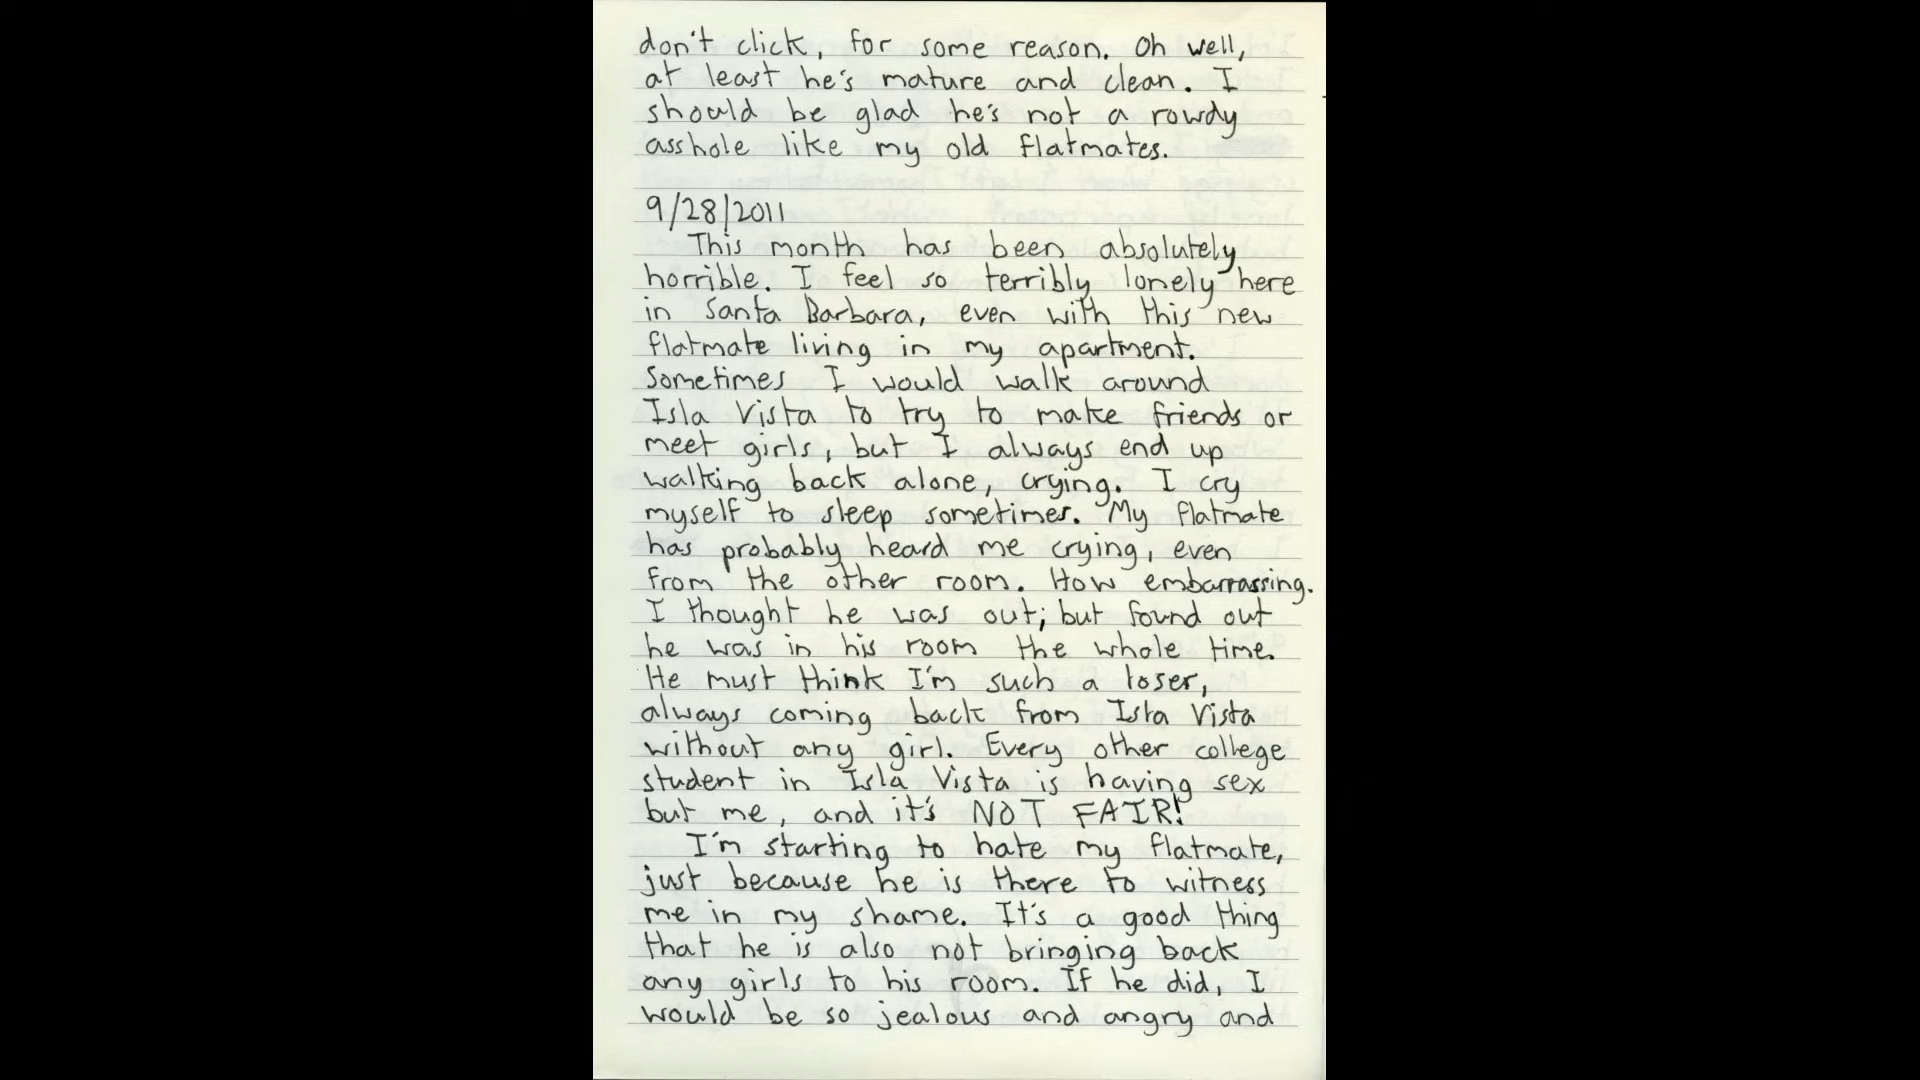 don't click, for some reason. Oh well,
at least he's mature and clean. I
should be glad he's not a rowdy
asshole like my old flatmates.
9/28/2011
This month has been absolutely
horrible. I feel so terribly lonely here
in Santa Barbara, even with this new
flatmate living in my apartment.
Sometimes I would walk around
Isla Vista to try to make friends or
meet girls, but I always end up
walking back alone, crying. I cry
myself to sleep sometimes. My flatmate
has probably heard me crying, even
from the other room. How embarrassing.
I thought he was out; but found out
he was in his room the whole time.
He must think I'm such a loser,
always coming back from Isla Vista
without any girl. Every other college
student in Isla Vista is having sex
but me, and it's NOT FAIR!
I'm starting to hate my flatmate,
just because he is there to witness
me in my shame. It's a good thing
that he is also not bringing back
any girls to his room. If he did, I
would be so jealous and angry and